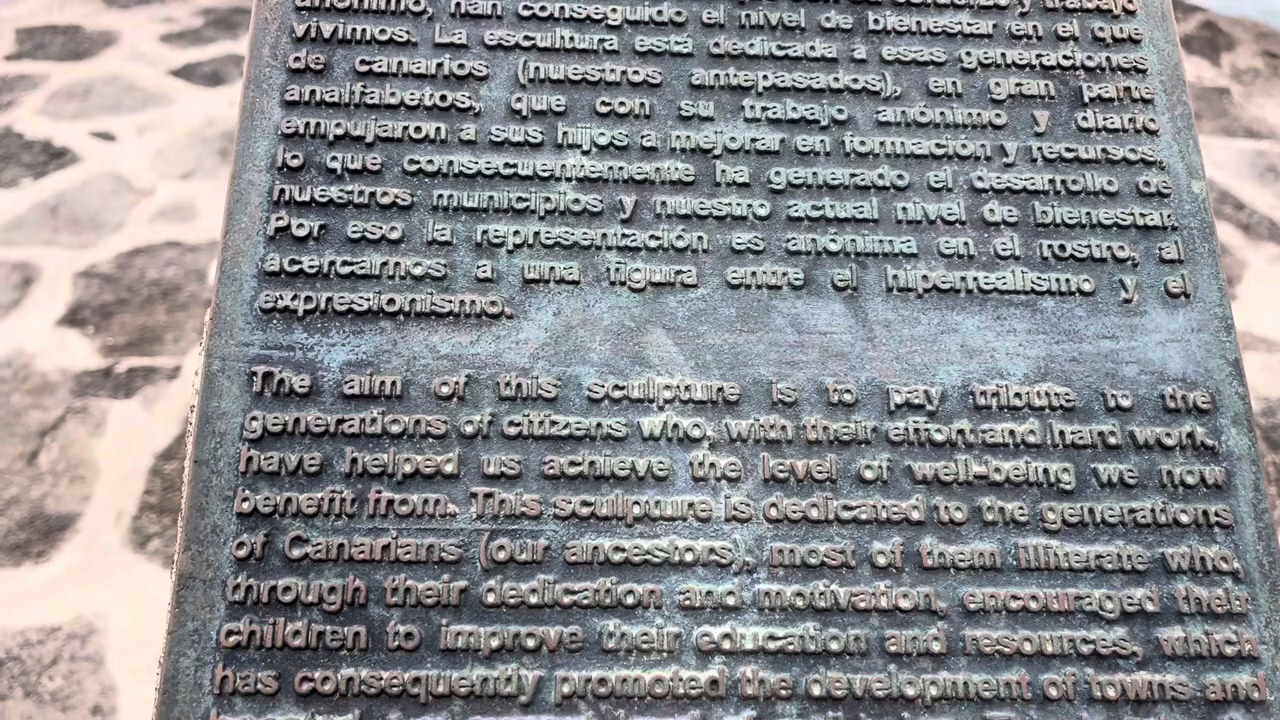 anónimo, han conseguido el nivel de bienestar en el que
vivimos. La escultura está dedicada a esas generaciones
de canarios (nuestros antepasados), en gran parte
analfabetos, que con su trabajo anónimo y diario
empujaron a sus hijos a mejorar en formación y recursos,
lo que consecuentemente ha generado el desarrollo de
nuestros municipios y nuestro actual nivel de bienestar.
Por eso la representación es anónima en el rostro, al
acercarnos a una figura entre el hiperrealismo y el
expresionismo.
The aim of this sculpture is to pay tribute to the
generations of citizens who, with their effort and hard work,
have helped us achieve the level of well-being we now
benefit from. This sculpture is dedicated to the generations
of Canarians (our ancestors), most of them illiterate who,
through their dedication and motivation, encouraged their
children to improve their education and resources, which
has consequently promoted the development of towns and